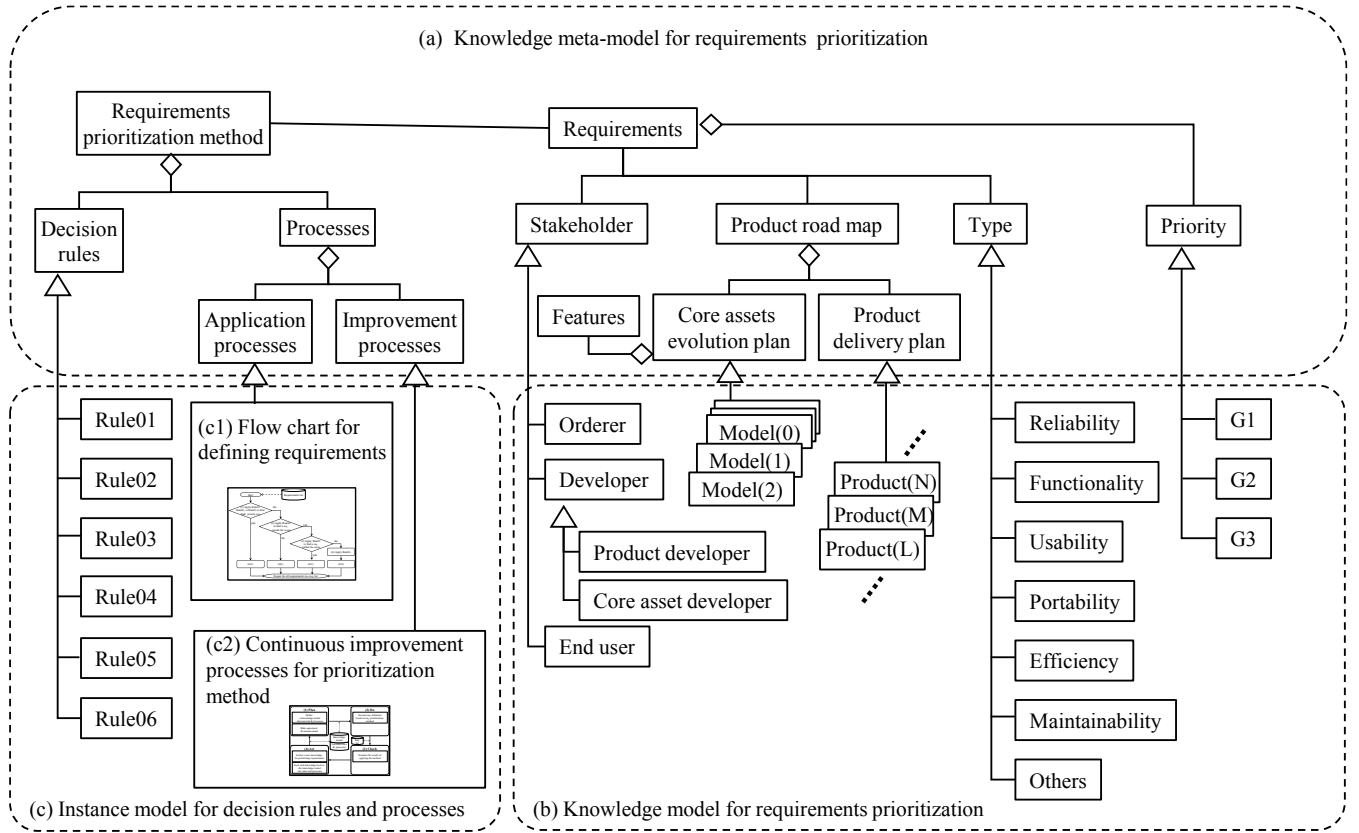 (a) Knowledge meta-model for requirements prioritization
Requirements
prioritization method
Requirements
Decision
rules
Processes
Stakeholder
Product road map
Type
Priority
Application
processes
Improvement
processes
Features
Core assets
evolution plan
Product
delivery plan
Rule01
Rule02
Rule03
Rule04
Rule05
Rule06
(c1) Flow chart for
defining requirements
(c2) Continuous improvement
processes for prioritization
method
(c) Instance model for decision rules and processes
Orderer
Developer
Product developer
Core asset developer
End user
Model(0)
Model(1)
Model(2)
Product(N)
Product(M)
Product(L)
Reliability
Functionality
Usability
Portability
Efficiency
Maintainability
Others
G1
G2
G3
(b) Knowledge model for requirements prioritization